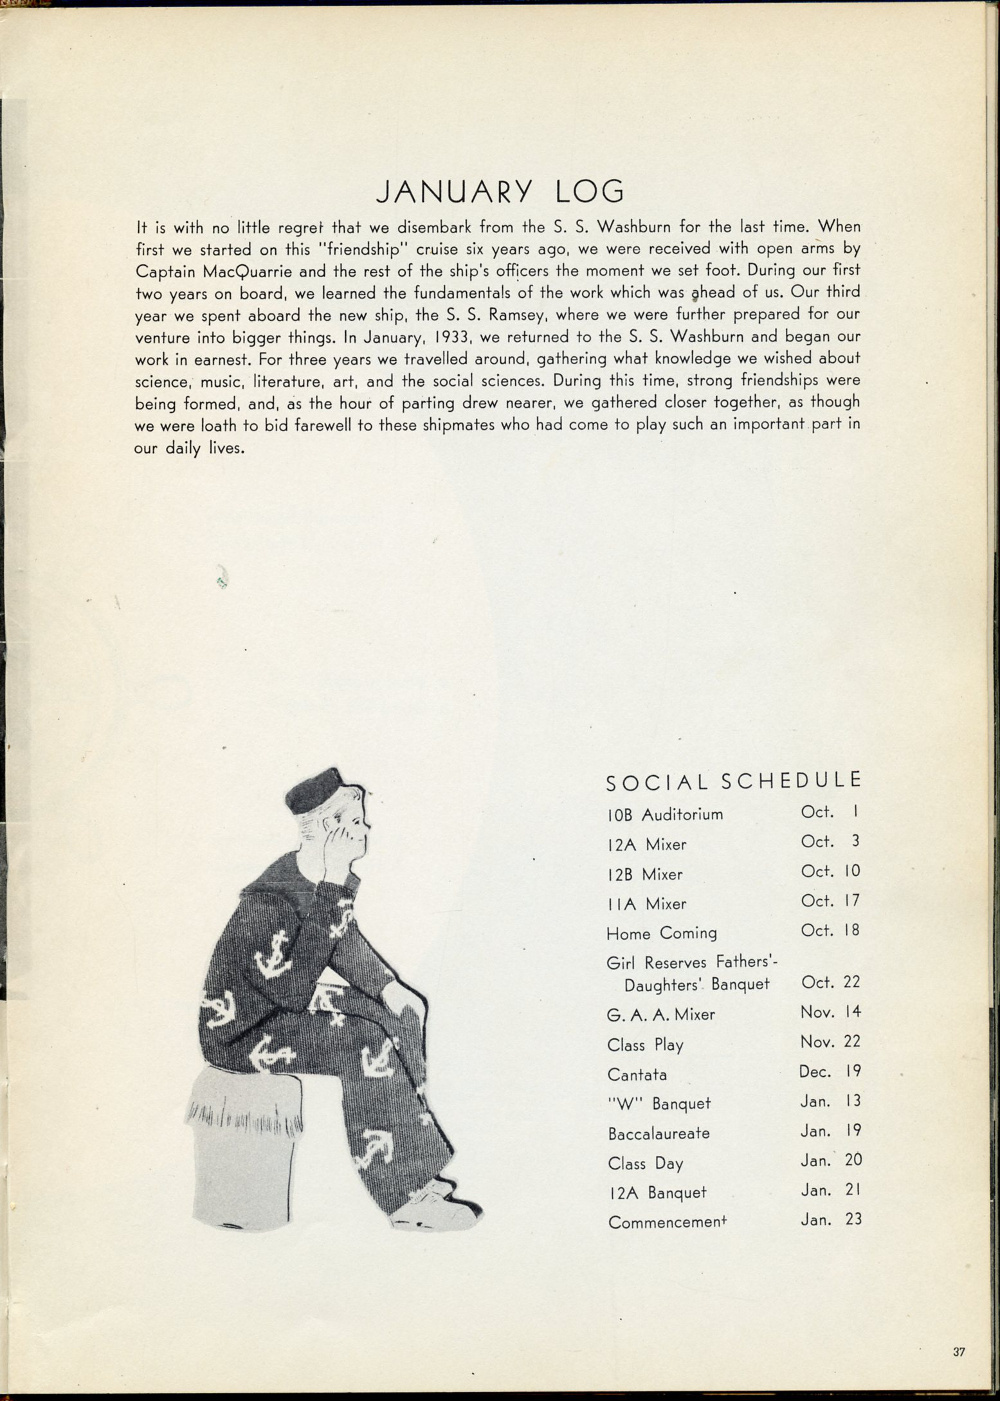 JANUARY LOG
It is with no little regret that we disembark from the S. S. Washburn for the last time. When
first we started on this "friendship" cruise six years ago, we were received with open arms by
Captain MacQuarrie and the rest of the ship's officers the moment we set foot. During our first
two years on board, we learned the fundamentals of the work which was ahead of us. Our third
year we spent aboard the new ship, the S. S. Ramsey, where we were further prepared for our
venture into bigger things. In January, 1933, we returned to the S. S. Washburn and began our
work in earnest. For three years we travelled around, gathering what knowledge we wished about
science, music, literature, art, and the social sciences. During this time, strong friendships were
being formed, and, as the hour of parting drew nearer, we gathered closer together, as though
we were loath to bid farewell to these shipmates who had come to play such an important part in
our daily lives.
SOCIAL SCHEDULE
10B Auditorium Oct. 1
12A Mixer Oct. 3
12B Mixer Oct. 10
11A Mixer Oct. 17
Home Coming Oct. 18
Girl Reserves Fathers'-
Daughters' Banquet Oct. 22
G. A. A. Mixer Nov. 14
Class Play Nov. 22
Cantata Dec. 19
"W" Banquet Jan. 13
Baccalaureate Jan. 19
Class Day Jan. 20
12A Banquet Jan. 21
Commencement Jan. 23
37